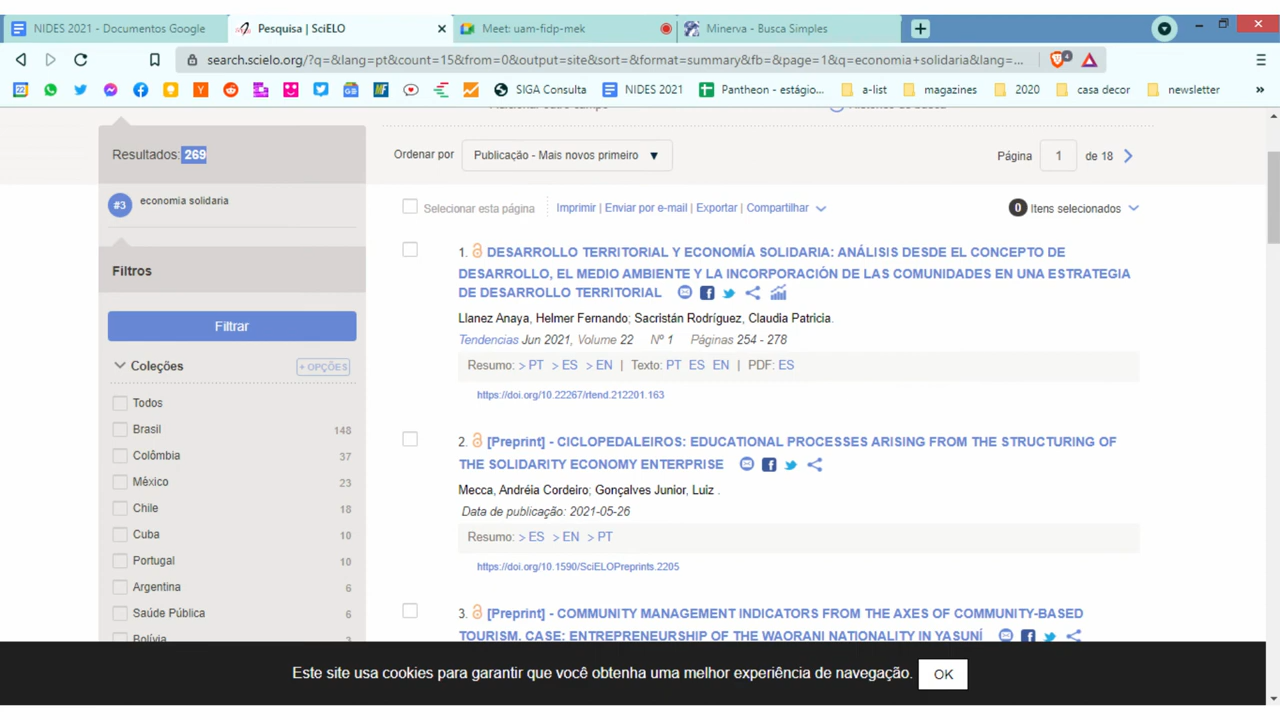 NIDES 2021 - Documentos Google
Pesquisa | SciELO
Meet: uam-fidp-mek
Minerva - Busca Simples
search.scielo.org/?q=&lang=pt&count=15&from=0&output=site&sort=&format=summary&fb=&page=1&q=economia+solidaria&lang=...
SIGA Consulta
NIDES 2021
Pantheon - estágio...
a-list
magazines
2020
casa decor
newsletter
»
Resultados: 269
Ordenar por
Publicação - Mais novos primeiro
Página 1 de 18
#3 economia solidaria
Selecionar esta página
Imprimir | Enviar por e-mail | Exportar | Compartilhar
0 Itens selecionados
Filtros
Filtrar
Coleções
+ OPÇÕES
Todos
Brasil 148
Colômbia 37
México 23
Chile 18
Cuba 10
Portugal 10
Argentina 6
Saúde Pública 6
Bolívia 3
1. DESARROLLO TERRITORIAL Y ECONOMÍA SOLIDARIA: ANÁLISIS DESDE EL CONCEPTO DE
DESARROLLO, EL MEDIO AMBIENTE Y LA INCORPORACIÓN DE LAS COMUNIDADES EN UNA ESTRATEGIA
DE DESARROLLO TERRITORIAL
Llanez Anaya, Helmer Fernando; Sacristán Rodríguez, Claudia Patricia.
Tendencias Jun 2021, Volume 22 Nº 1 Páginas 254 - 278
Resumo: > PT > ES > EN | Texto: PT ES EN | PDF: ES
https://doi.org/10.22267/rtend.212201.163
2. [Preprint] - CICLOPEDALEIROS: EDUCATIONAL PROCESSES ARISING FROM THE STRUCTURING OF
THE SOLIDARITY ECONOMY ENTERPRISE
Mecca, Andréia Cordeiro; Gonçalves Junior, Luiz .
Data de publicação: 2021-05-26
Resumo: > ES > EN > PT
https://doi.org/10.1590/SciELOPreprints.2205
3. [Preprint] - COMMUNITY MANAGEMENT INDICATORS FROM THE AXES OF COMMUNITY-BASED
TOURISM. CASE: ENTREPRENEURSHIP OF THE WAORANI NATIONALITY IN YASUNÍ
Este site usa cookies para garantir que você obtenha uma melhor experiência de navegação.
OK